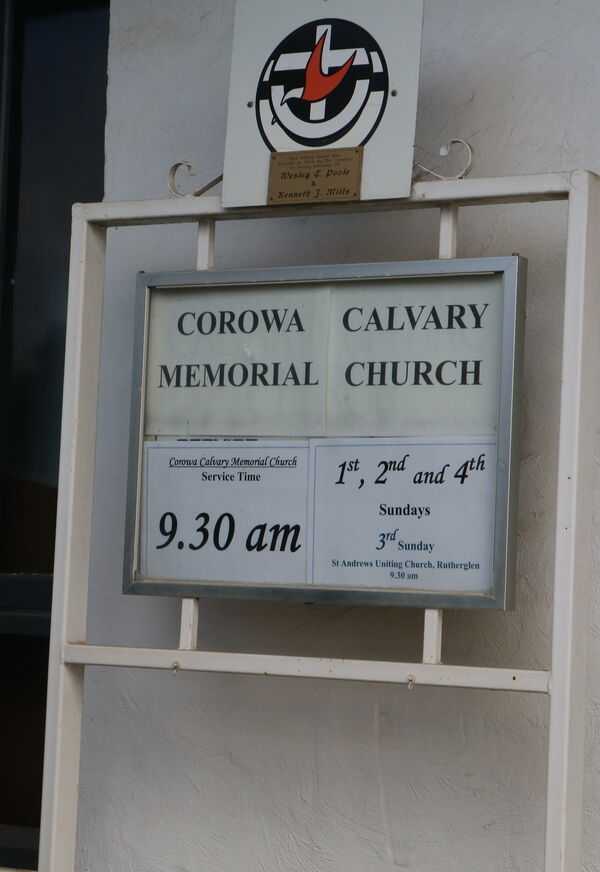 Wesley C. Poole
&
Kenneth J. Mills
COROWA CALVARY
MEMORIAL CHURCH
Corowa Calvary Memorial Church
Service Time
9.30 am
1st, 2nd and 4th
Sundays
3rd Sunday
St Andrews Uniting Church, Rutherglen
9.30 am